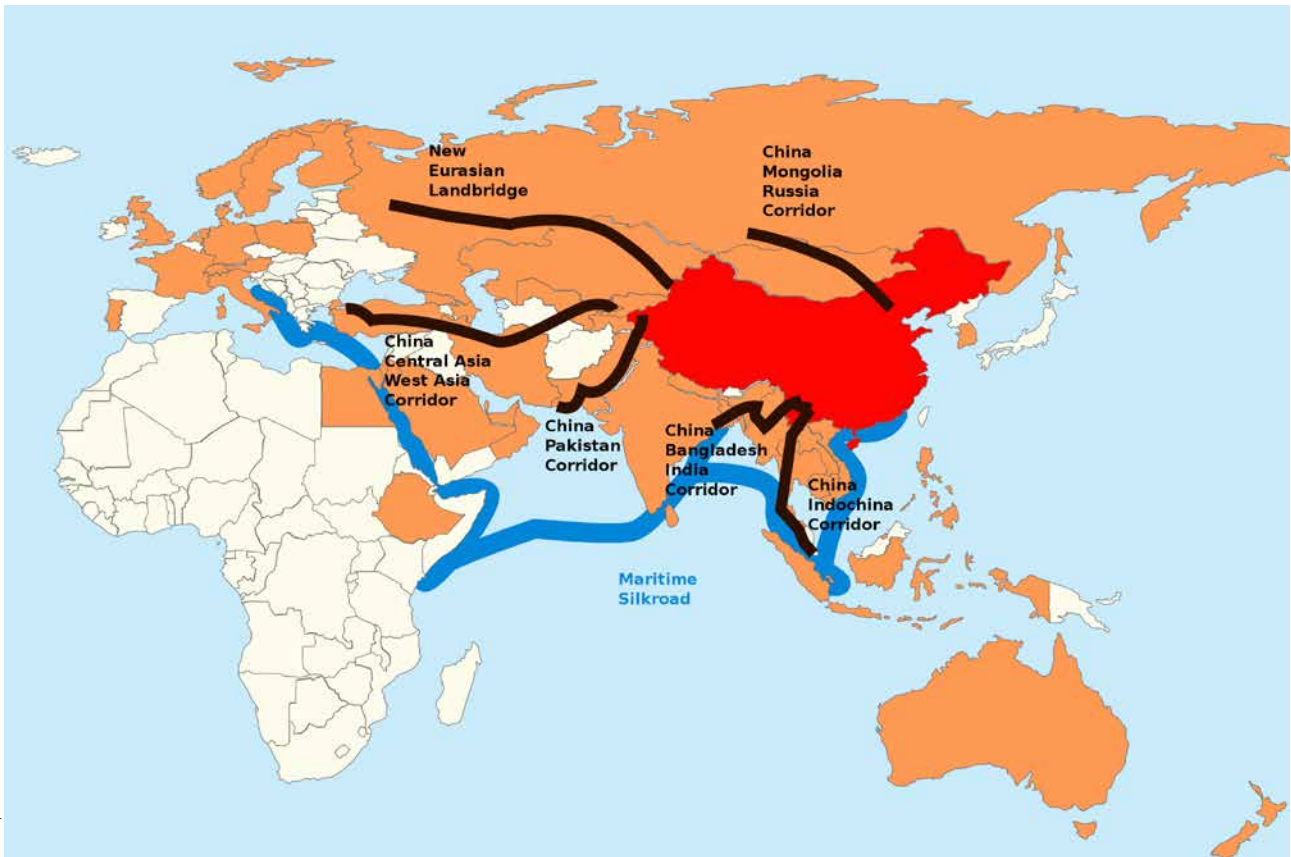 New
Eurasian
Landbridge
China
Mongolia
Russia
Corridor
China
Central Asia
West Asia
Corridor
China
Pakistan
Corridor
China
Bangladesh
India
Corridor
China
Indochina
Corridor
Maritime
Silkroad